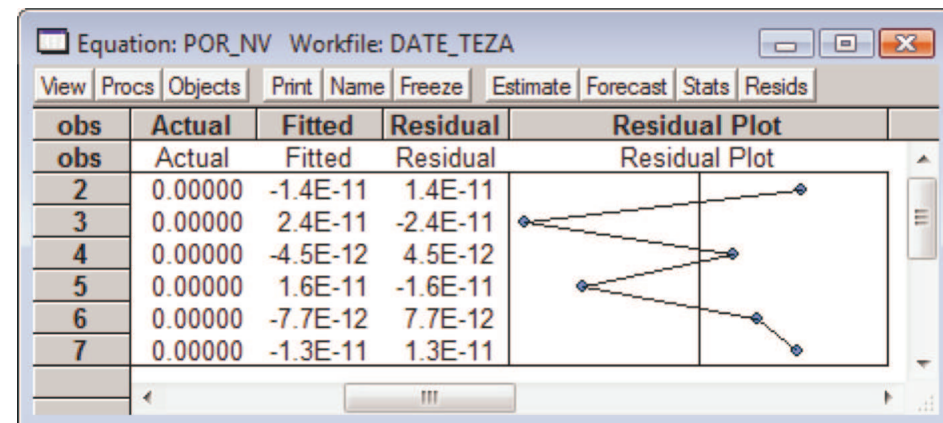 Equation: POR_NV Workfile: DATE_TEZA
View Procs Objects Print Name Freeze Estimate Forecast Stats Resids
obs Actual Fitted Residual Residual Plot
obs Actual Fitted Residual Residual Plot
2 0.00000 -1.4E-11 1.4E-11
3 0.00000 2.4E-11 -2.4E-11
4 0.00000 -4.5E-12 4.5E-12
5 0.00000 1.6E-11 -1.6E-11
6 0.00000 -7.7E-12 7.7E-12
7 0.00000 -1.3E-11 1.3E-11